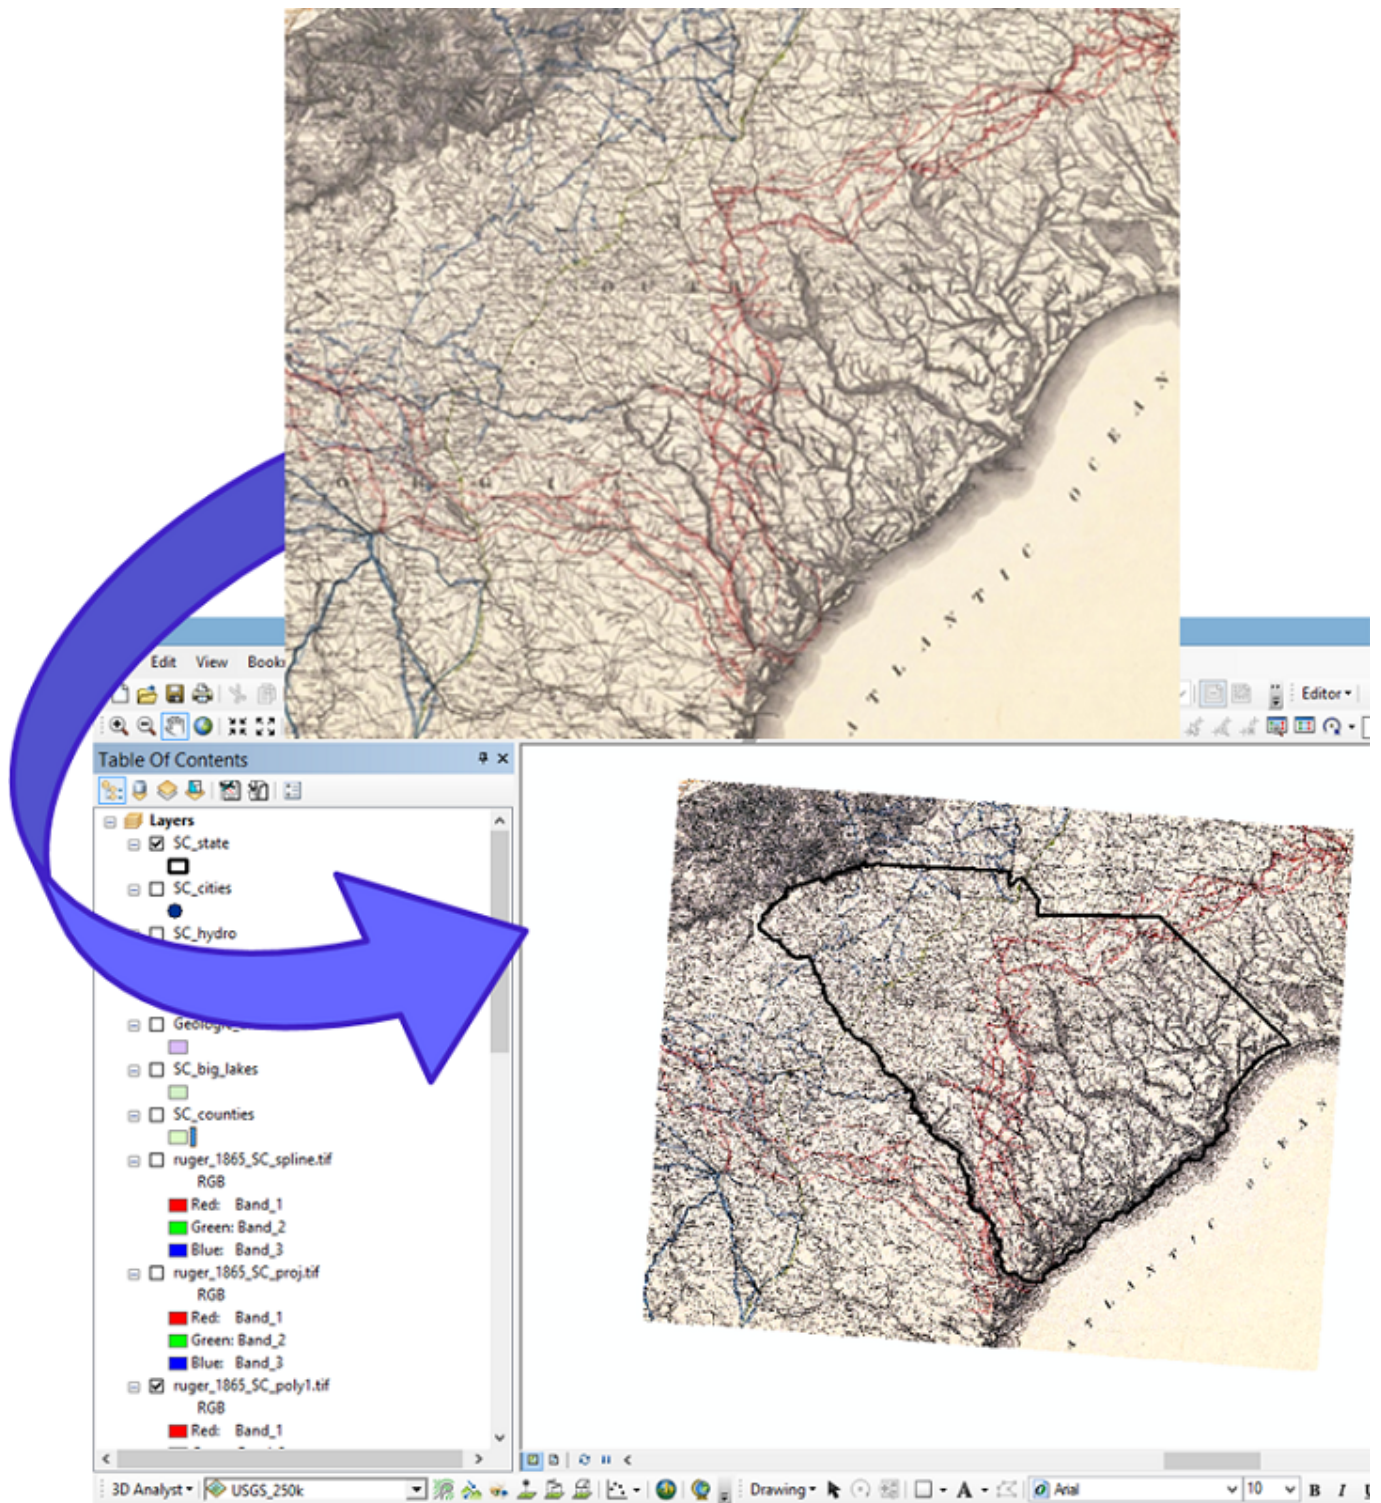 S O U T H C A R O L I
O R G I
A T L A N T I C O C E A N
Edit View Book
Editor
Table Of Contents
Layers
SC_state
SC_cities
SC_hydro
SC_big_lakes
SC_counties
ruger_1865_SC_spline.tif
RGB
Red: Band_1
Green: Band_2
Blue: Band_3
ruger_1865_SC_proj.tif
RGB
Red: Band_1
Green: Band_2
Blue: Band_3
ruger_1865_SC_poly1.tif
RGB
Red: Band_1
A T L A N T I C O C E A N
3D Analyst USGS_250k Drawing A Arial 10 B I U